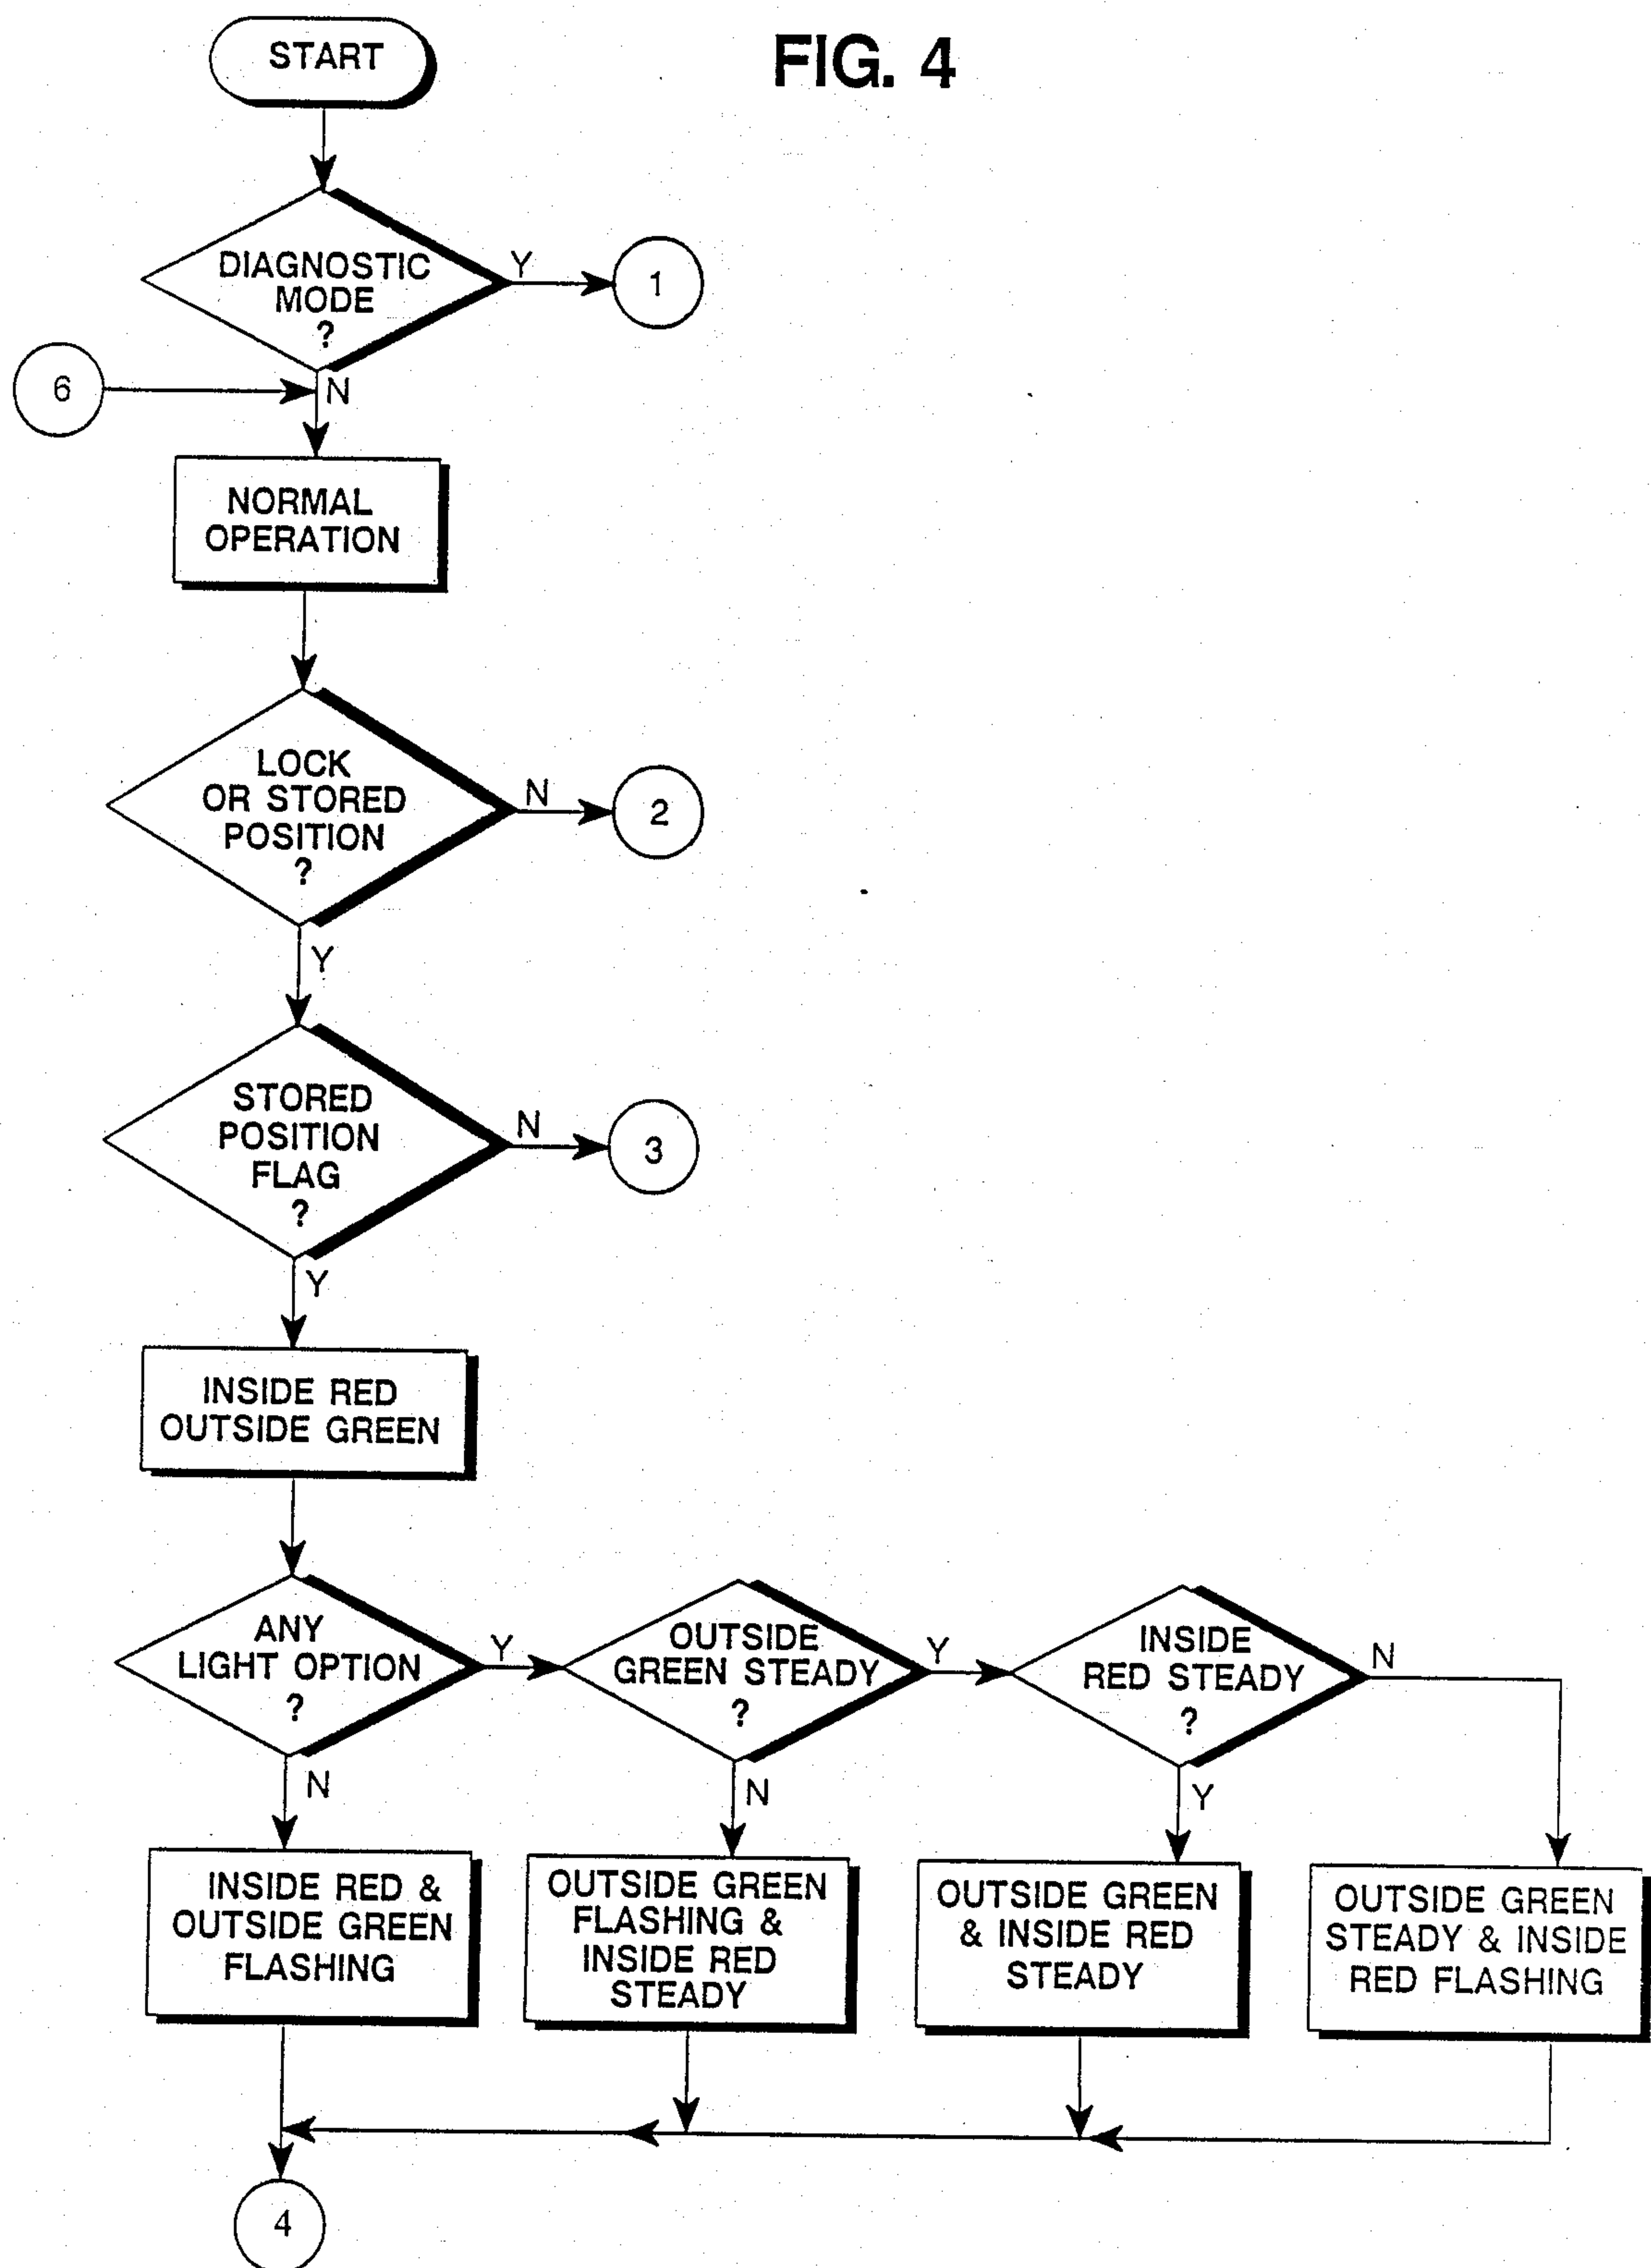 START
FIG. 4
DIAGNOSTIC
MODE
?
Y
1
6
N
NORMAL
OPERATION
LOCK
OR STORED
POSITION
?
N
2
Y
STORED
POSITION
FLAG
?
N
3
Y
INSIDE RED
OUTSIDE GREEN
ANY
LIGHT OPTION
?
Y
N
OUTSIDE
GREEN STEADY
?
Y
N
INSIDE
RED STEADY
?
N
Y
INSIDE RED &
OUTSIDE GREEN
FLASHING
OUTSIDE GREEN
FLASHING &
INSIDE RED
STEADY
OUTSIDE GREEN
& INSIDE RED
STEADY
OUTSIDE GREEN
STEADY & INSIDE
RED FLASHING
4